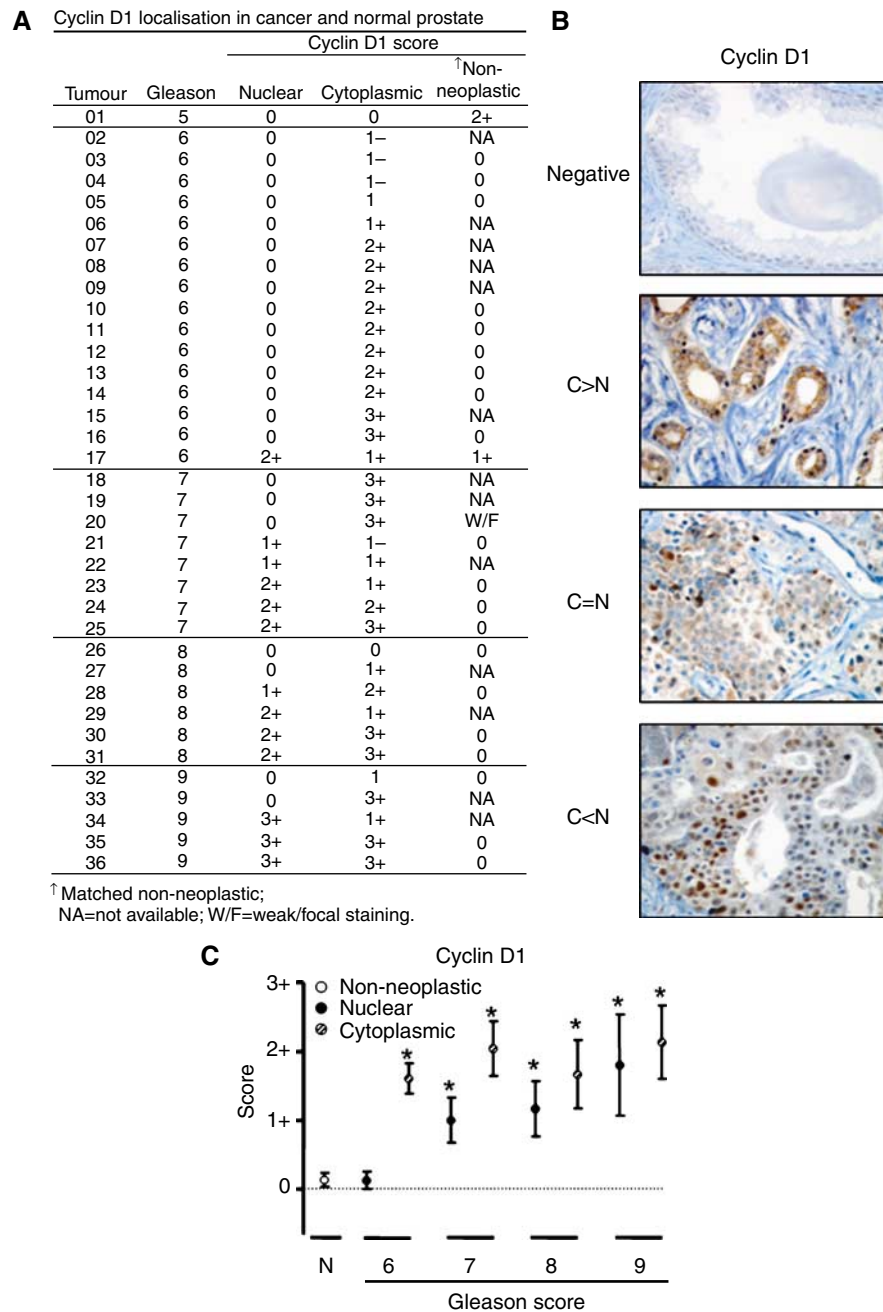 A
Cyclin D1 localisation in cancer and normal prostate
Cyclin D1 score
Tumour Gleason Nuclear Cytoplasmic ↑Non-
neoplastic
01 5 0 0 2+
02 6 0 1– NA
03 6 0 1– 0
04 6 0 1– 0
05 6 0 1 0
06 6 0 1+ NA
07 6 0 2+ NA
08 6 0 2+ NA
09 6 0 2+ NA
10 6 0 2+ 0
11 6 0 2+ 0
12 6 0 2+ 0
13 6 0 2+ 0
14 6 0 2+ 0
15 6 0 3+ NA
16 6 0 3+ 0
17 6 2+ 1+ 1+
18 7 0 3+ NA
19 7 0 3+ NA
20 7 0 3+ W/F
21 7 1+ 1– 0
22 7 1+ 1+ NA
23 7 2+ 1+ 0
24 7 2+ 2+ 0
25 7 2+ 3+ 0
26 8 0 0 0
27 8 0 1+ NA
28 8 1+ 2+ 0
29 8 2+ 1+ NA
30 8 2+ 3+ 0
31 8 2+ 3+ 0
32 9 0 1 0
33 9 0 3+ NA
34 9 3+ 1+ NA
35 9 3+ 3+ 0
36 9 3+ 3+ 0
↑ Matched non-neoplastic;
NA=not available; W/F=weak/focal staining.
B
Cyclin D1
Negative
C>N
C=N
C<N
C
Cyclin D1
Non-neoplastic
Nuclear
Cytoplasmic
Score
3+
2+
1+
0
* * * * * * *
N 6 7 8 9
Gleason score